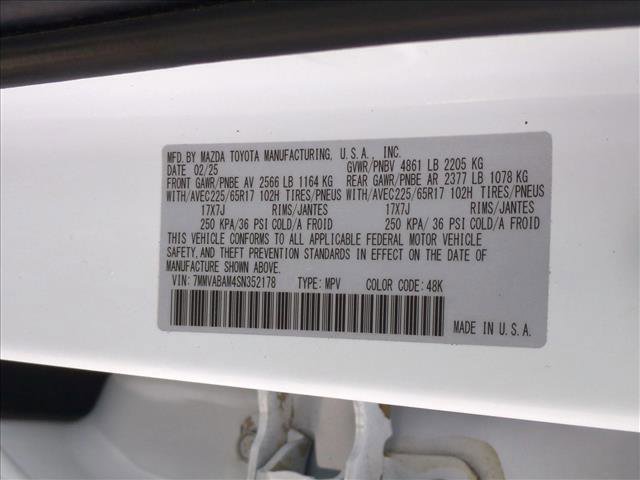 MFD. BY MAZDA TOYOTA MANUFACTURING, U.S.A., INC.
DATE 02/25 GVWR/PNBV 4861 LB 2205 KG
FRONT GAWR/PNBE AV 2566 LB 1164 KG REAR GAWR/PNBE AR 2377 LB 1078 KG
WITH/AVEC225/65R17 102H TIRES/PNEUS WITH/AVEC225/65R17 102H TIRES/PNEUS
17X7J RIMS/JANTES 17X7J RIMS/JANTES
250 KPA/36 PSI COLD/A FROID 250 KPA/36 PSI COLD/A FROID
THIS VEHICLE CONFORMS TO ALL APPLICABLE FEDERAL MOTOR VEHICLE
SAFETY, AND THEFT PREVENTION STANDARDS IN EFFECT ON THE DATE OF
MANUFACTURE SHOWN ABOVE.
VIN: 7MMVABAM4SN352178 TYPE: MPV COLOR CODE: 48K
MADE IN U.S.A.